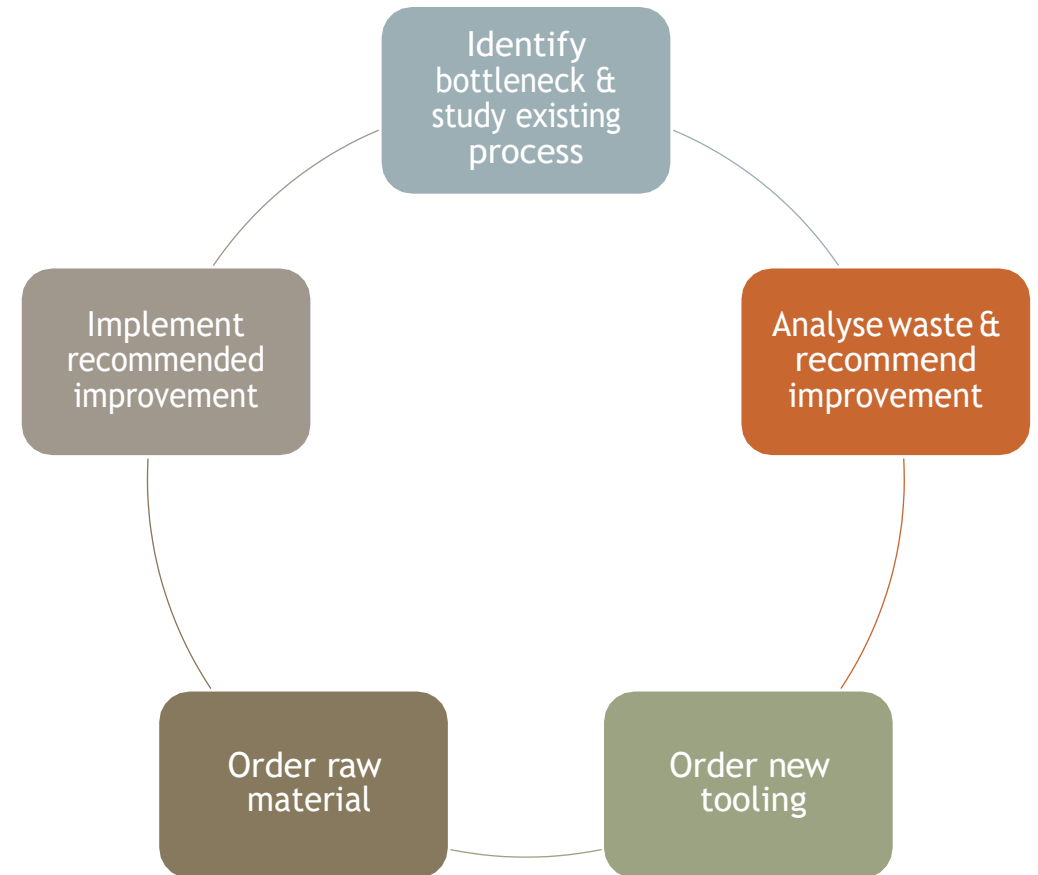 Identify
bottleneck &
study existing
process
Analyse waste &
recommend
improvement
Order new
tooling
Order raw
material
Implement
recommended
improvement